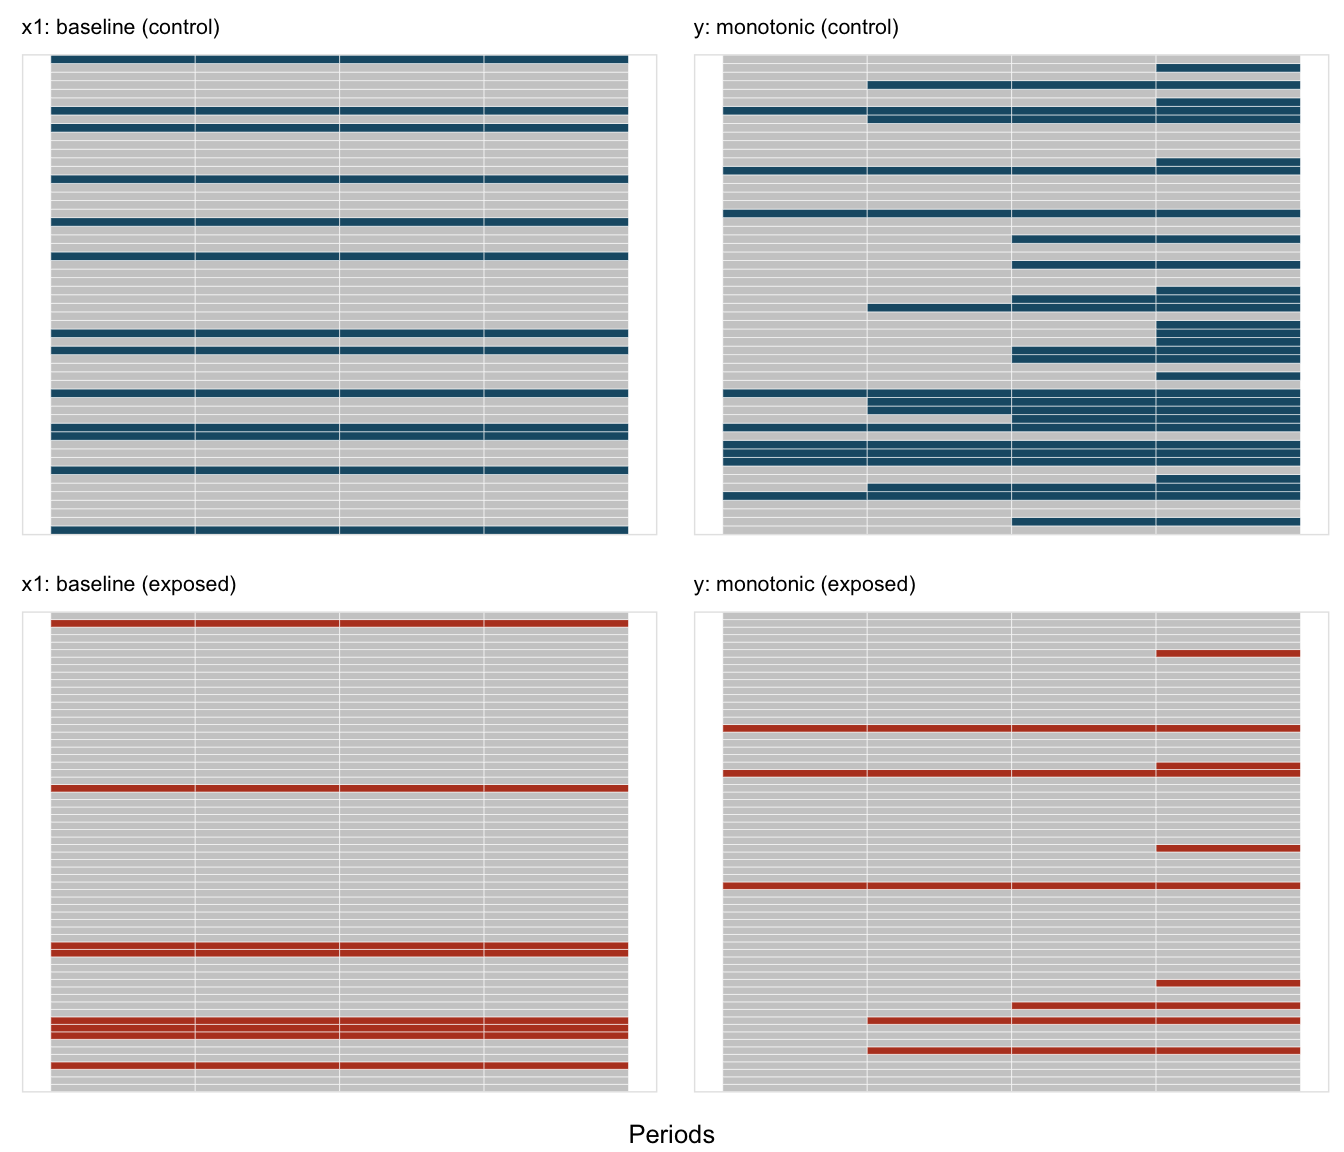 x1: baseline (control)
y: monotonic (control)
x1: baseline (exposed)
y: monotonic (exposed)
Periods